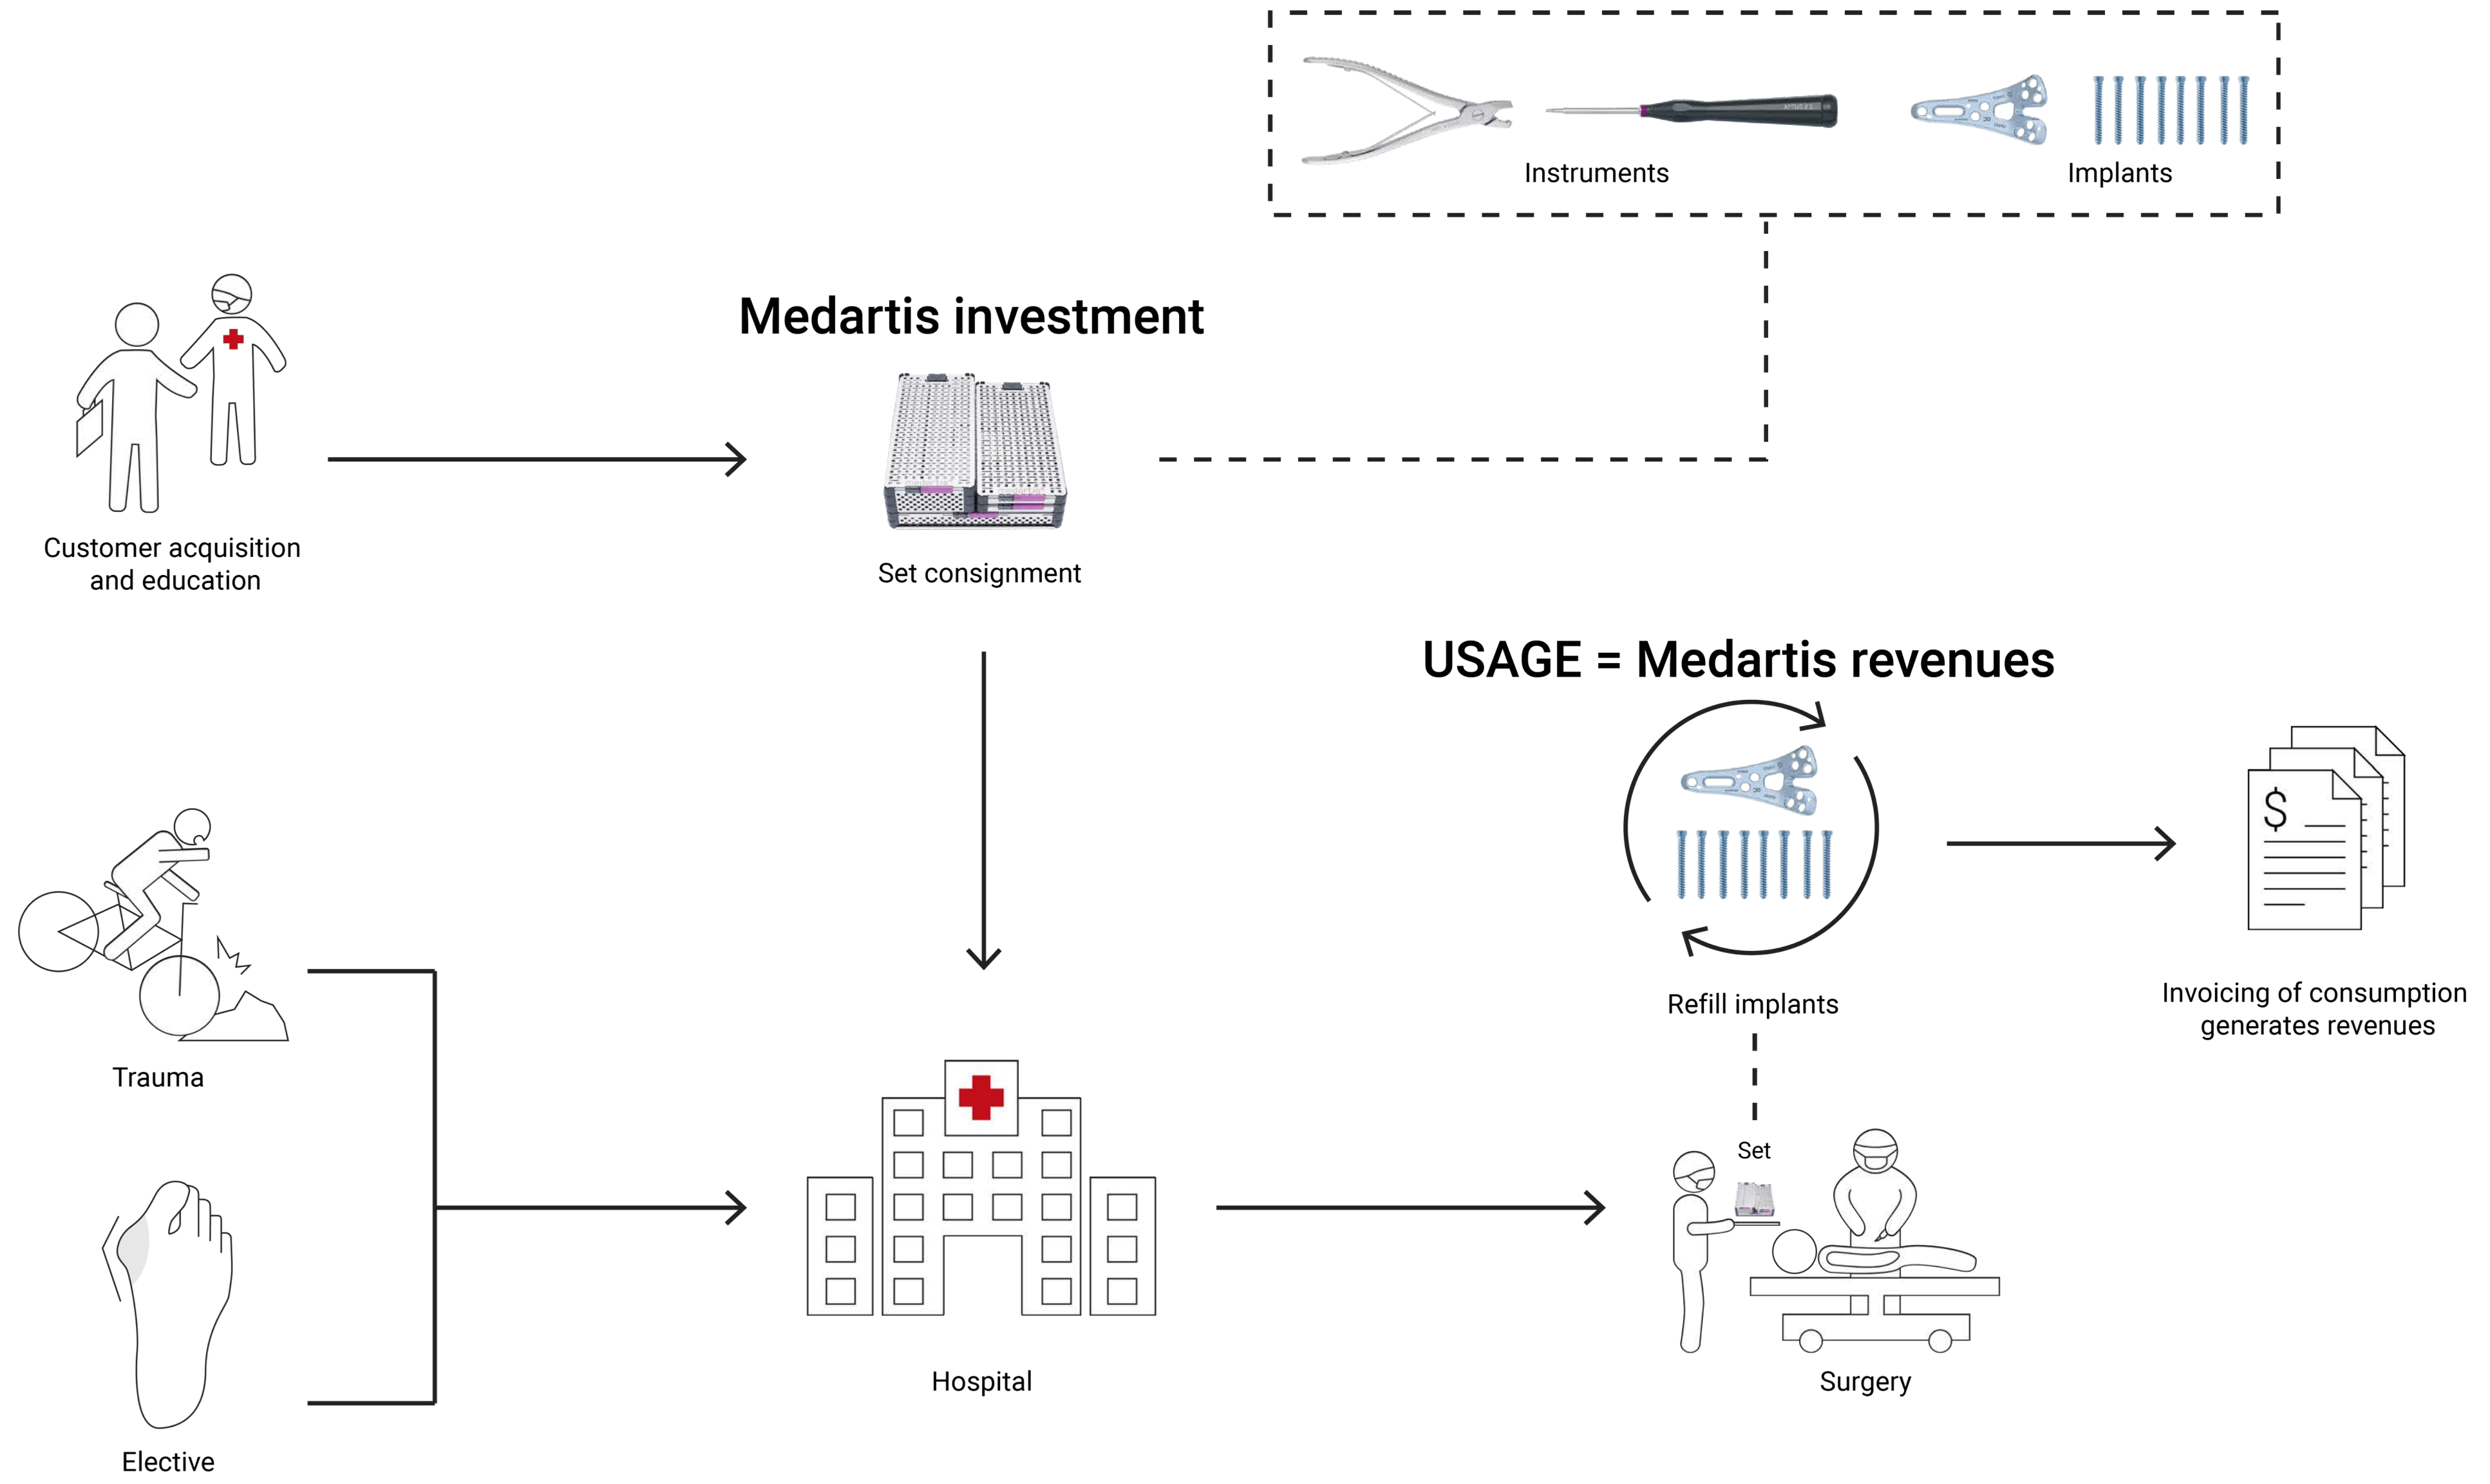 Instruments
Implants
Medartis investment
Customer acquisition
and education
Set consignment
USAGE = Medartis revenues
$
Trauma
Refill implants
Invoicing of consumption
generates revenues
Set
Elective
Hospital
Surgery